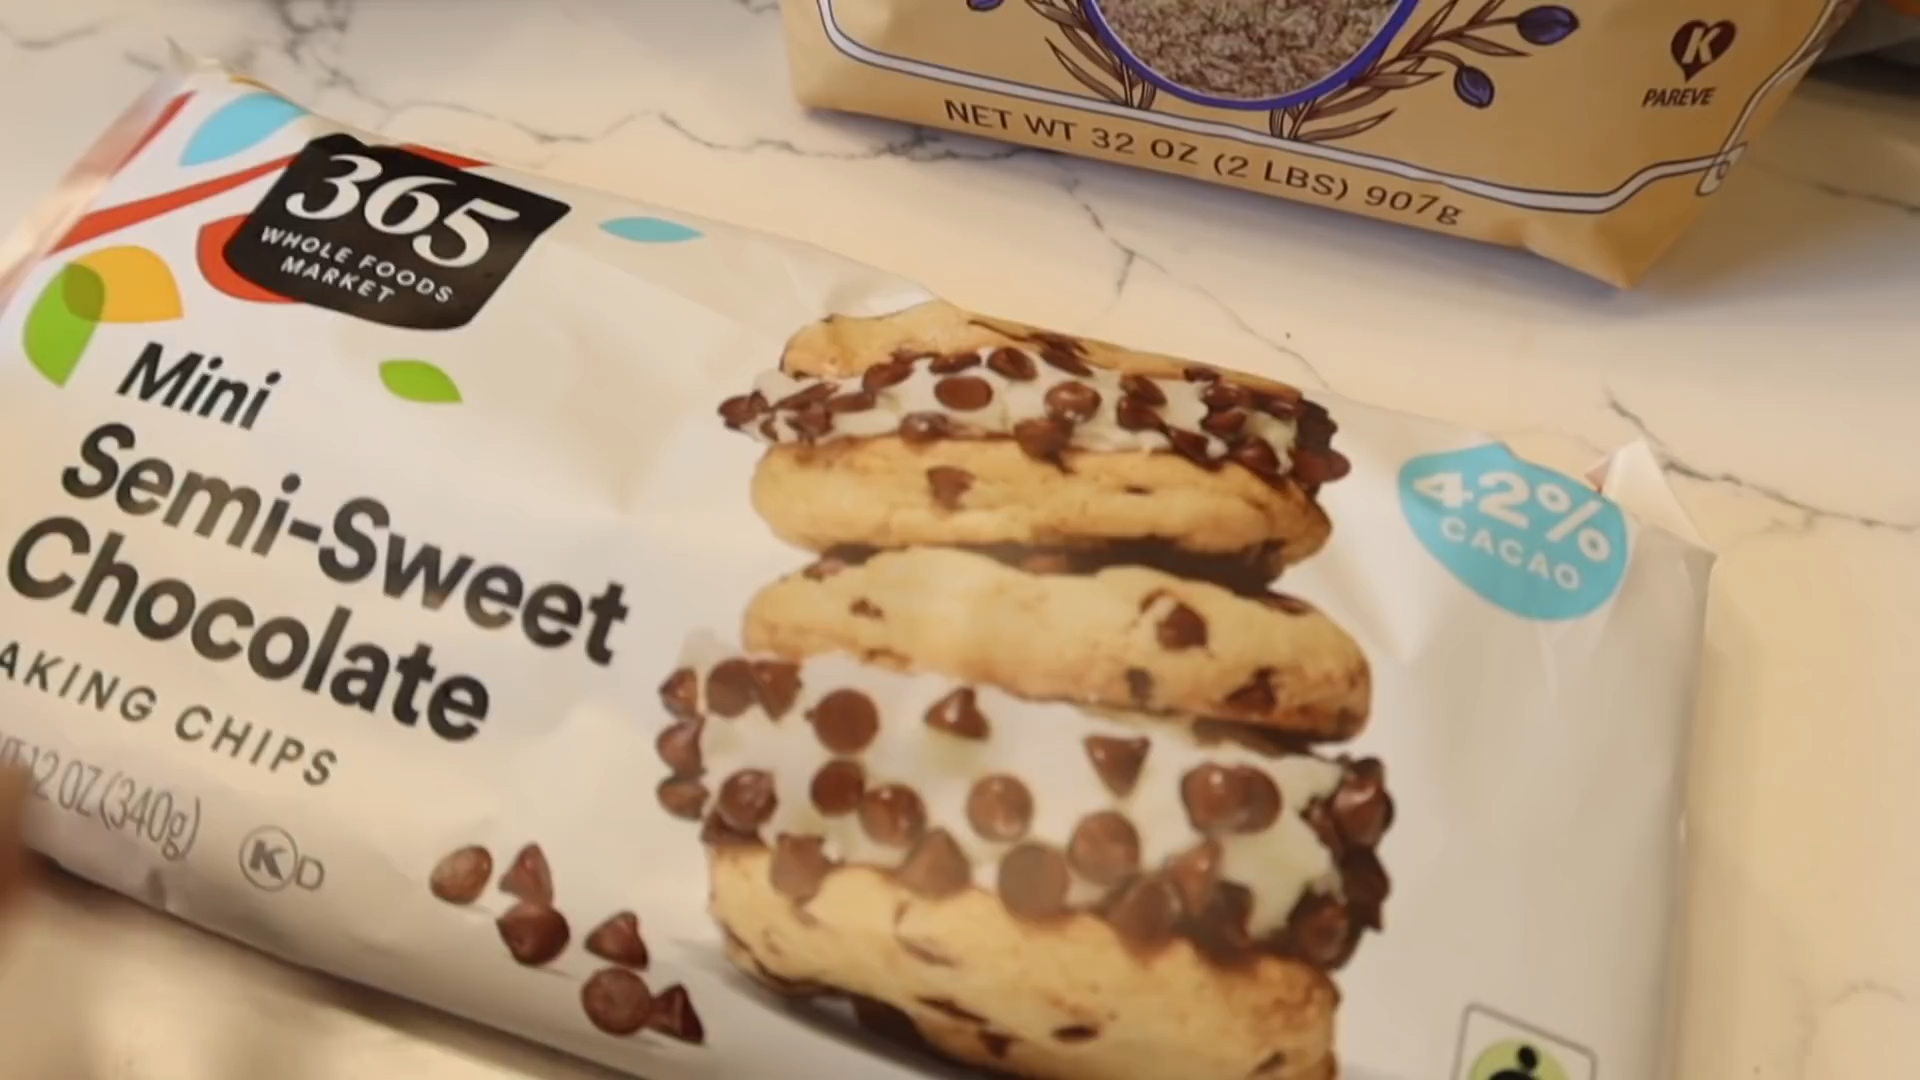 K
PAREVE
NET WT 32 OZ (2 LBS) 907g
365
WHOLE FOODS
MARKET
Mini
Semi-Sweet
Chocolate
AKING CHIPS
WT 12 OZ (340g)
K D
42%
CACAO